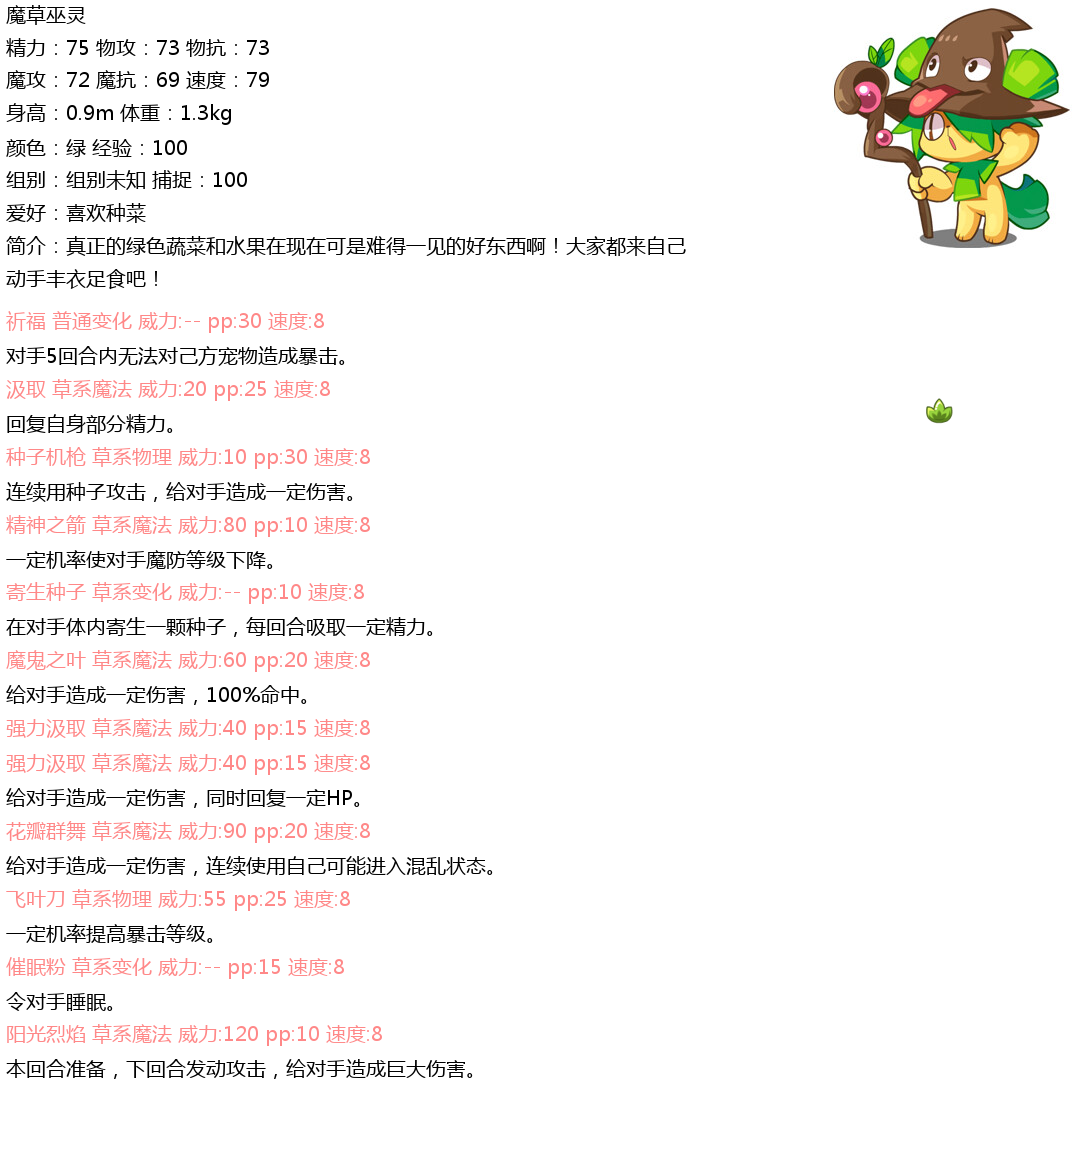 魔草巫灵
精力：75 物攻：73 物抗：73
魔攻：72 魔抗：69 速度：79
身高：0.9m 体重：1.3kg
颜色：绿 经验：100
组别：组别未知 捕捉：100
爱好：喜欢种菜
简介：真正的绿色蔬菜和水果在现在可是难得一见的好东西啊！大家都来自己
动手丰衣足食吧！
祈福 普通变化 威力:-- pp:30 速度:8
对手5回合内无法对己方宠物造成暴击。
汲取 草系魔法 威力:20 pp:25 速度:8
回复自身部分精力。
种子机枪 草系物理 威力:10 pp:30 速度:8
连续用种子攻击，给对手造成一定伤害。
精神之箭 草系魔法 威力:80 pp:10 速度:8
一定机率使对手魔防等级下降。
寄生种子 草系变化 威力:-- pp:10 速度:8
在对手体内寄生一颗种子，每回合吸取一定精力。
魔鬼之叶 草系魔法 威力:60 pp:20 速度:8
给对手造成一定伤害，100%命中。
强力汲取 草系魔法 威力:40 pp:15 速度:8
强力汲取 草系魔法 威力:40 pp:15 速度:8
给对手造成一定伤害，同时回复一定HP。
花瓣群舞 草系魔法 威力:90 pp:20 速度:8
给对手造成一定伤害，连续使用自己可能进入混乱状态。
飞叶刀 草系物理 威力:55 pp:25 速度:8
一定机率提高暴击等级。
催眠粉 草系变化 威力:-- pp:15 速度:8
令对手睡眠。
阳光烈焰 草系魔法 威力:120 pp:10 速度:8
本回合准备，下回合发动攻击，给对手造成巨大伤害。